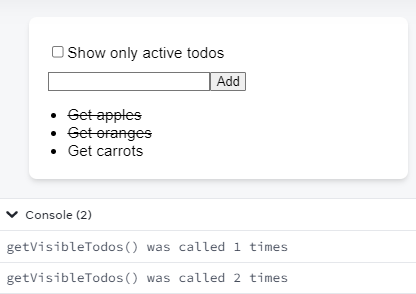 Show only active todos
Add
Get apples
Get oranges
Get carrots
Console (2)
getVisibleTodos() was called 1 times
getVisibleTodos() was called 2 times